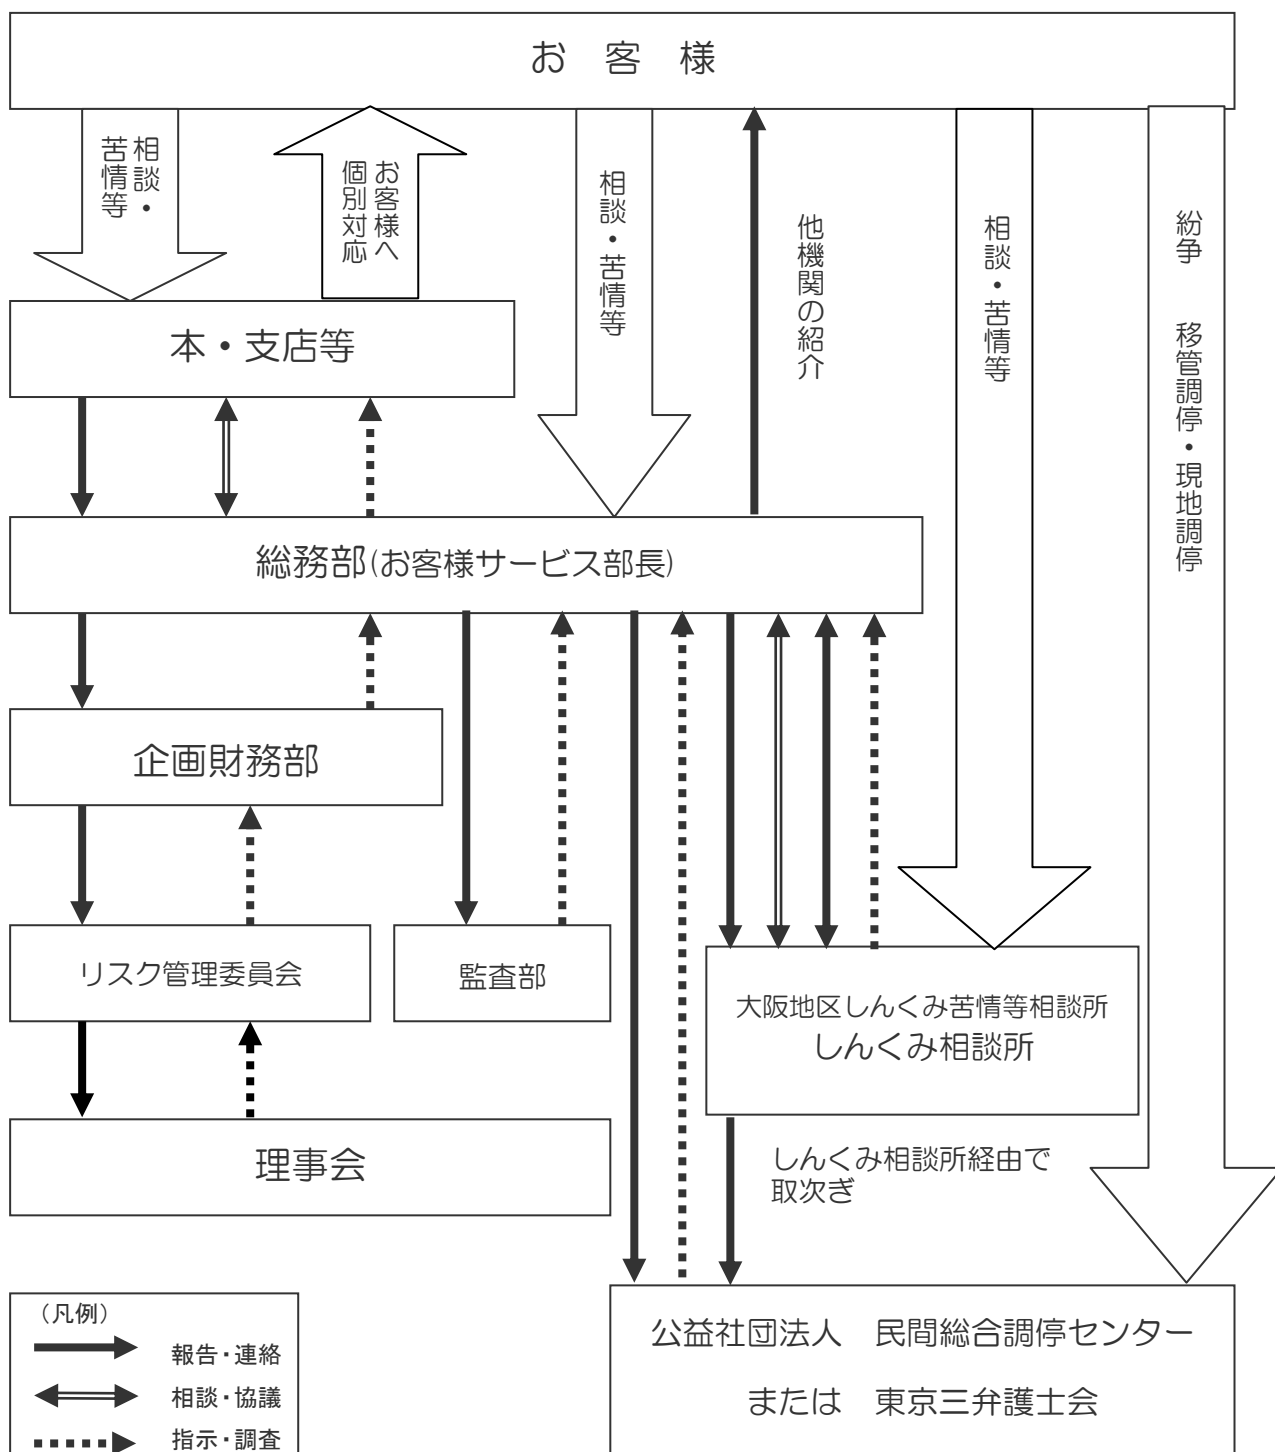 お 客 様
相談・
苦情等
お客様へ
個別対応
相談・苦情等
他機関の紹介
相談・苦情等
紛争 移管調停・現地調停
本・支店等
総務部(お客様サービス部長)
企画財務部
リスク管理委員会
監査部
大阪地区しんくみ苦情等相談所
しんくみ相談所
理事会
しんくみ相談所経由で
取次ぎ
公益社団法人 民間総合調停センター
または 東京三弁護士会
(凡例)
報告・連絡
相談・協議
指示・調査